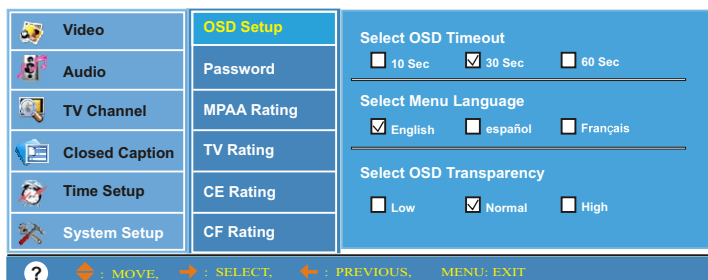 Video
Audio
TV Channel
Closed Caption
Time Setup
System Setup
OSD Setup
Password
MPAA Rating
TV Rating
CE Rating
CF Rating
Select OSD Timeout
10 Sec 30 Sec 60 Sec
Select Menu Language
English español Français
Select OSD Transparency
Low Normal High
? : MOVE, : SELECT, : PREVIOUS, MENU: EXIT